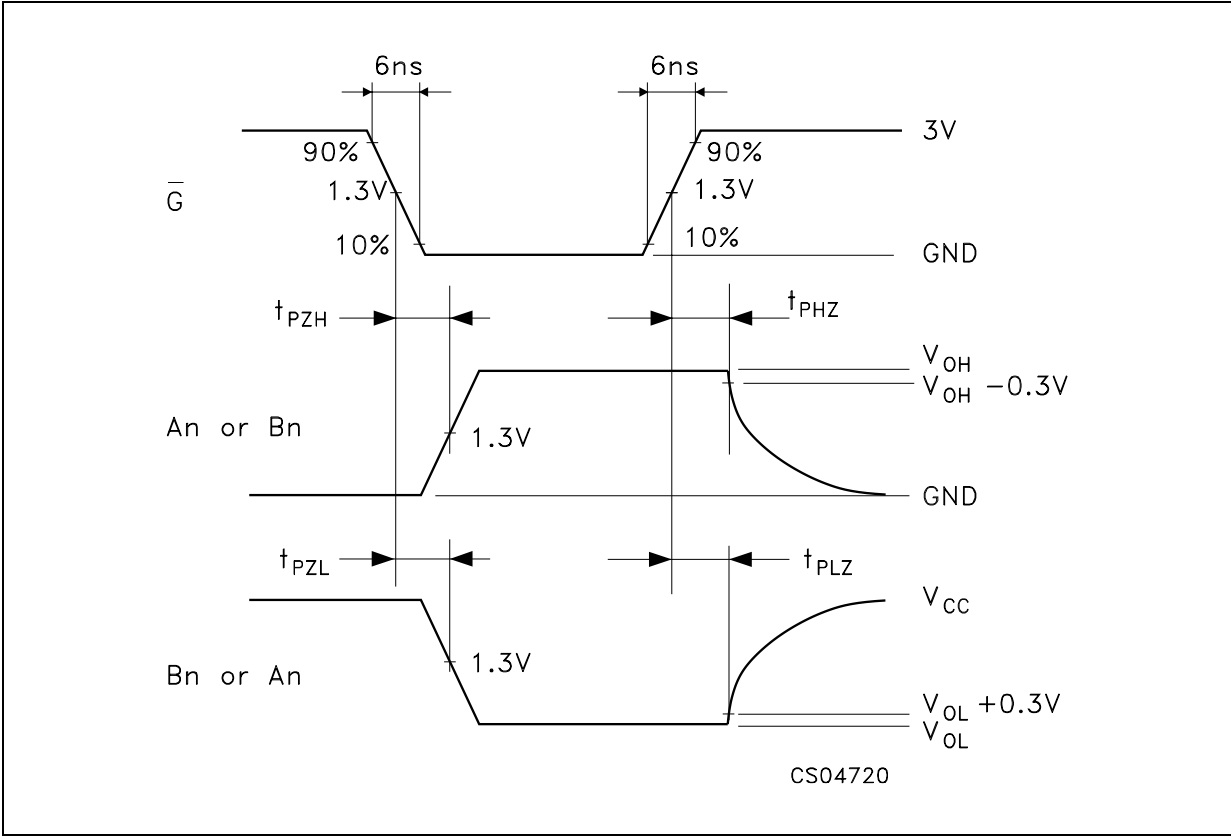 6ns 6ns
3V
90% 90%
G̅ 1.3V 1.3V
10% 10%
GND
tPZH tPHZ
VOH
VOH −0.3V
An or Bn 1.3V
GND
tPZL tPLZ
VCC
Bn or An 1.3V
VOL +0.3V
VOL
CS04720